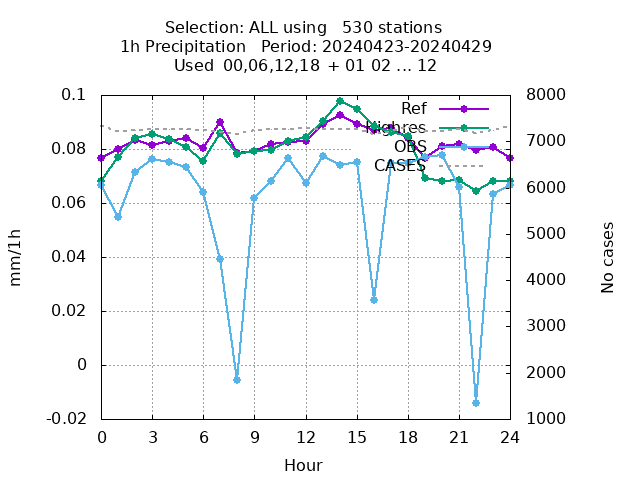 Selection: ALL using   530 stations
1h Precipitation   Period: 20240423-20240429
Used  00,06,12,18 + 01 02 ... 12
0.1
0.08
0.06
0.04
0.02
0
-0.02
mm/1h
8000
7000
6000
5000
4000
3000
2000
1000
No cases
Ref
Highres
OBS
CASES
0
3
6
9
12
15
18
21
24
Hour